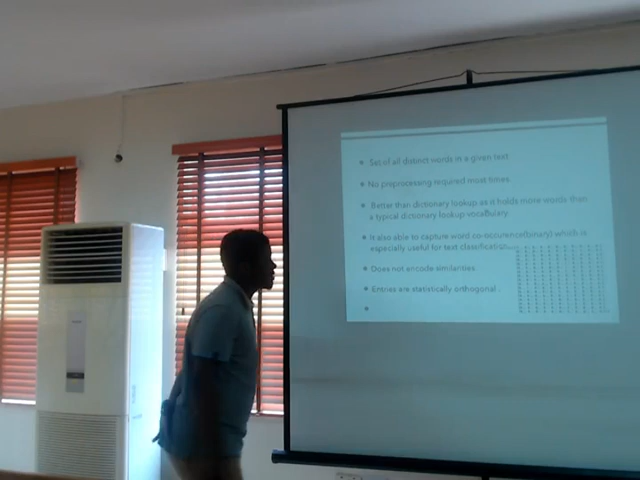 Set of all distinct words in a given text.
No preprocessing required most times.
Better than dictionary lookup as it holds more words than
a typical dictionary lookup vocabulary.
It also able to capture word co-occurence(binary) which is
especially useful for text classification.
Does not encode similarities.
Entries are statistically orthogonal .